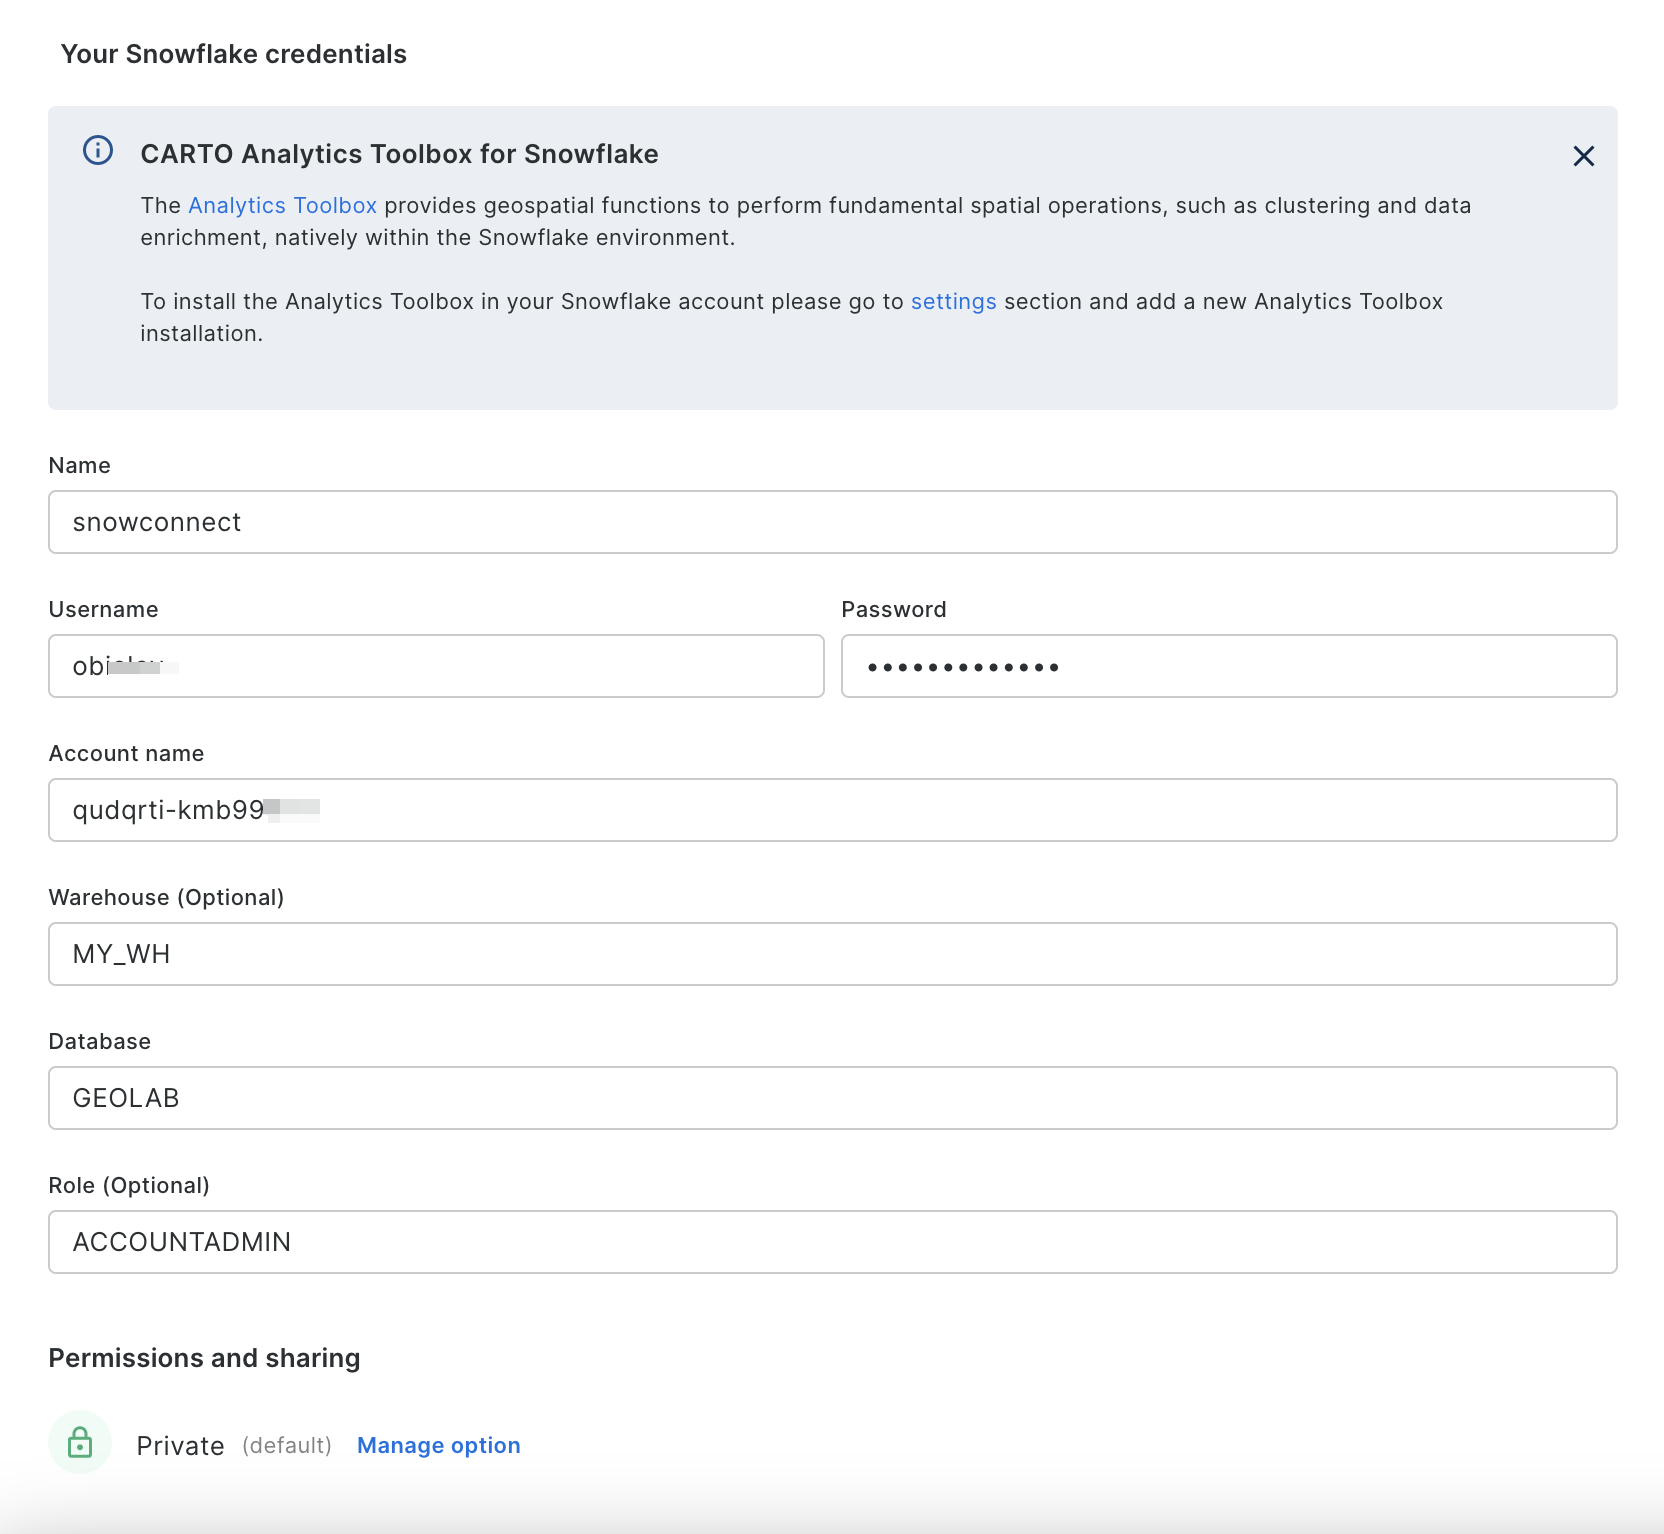 Your Snowflake credentials
CARTO Analytics Toolbox for Snowflake
The Analytics Toolbox provides geospatial functions to perform fundamental spatial operations, such as clustering and data
enrichment, natively within the Snowflake environment.
To install the Analytics Toolbox in your Snowflake account please go to settings section and add a new Analytics Toolbox
installation.
Name
snowconnect
Username
Password
•••••••••••••
Account name
qudqrti-kmb99
Warehouse (Optional)
MY_WH
Database
GEOLAB
Role (Optional)
ACCOUNTADMIN
Permissions and sharing
Private (default) Manage option